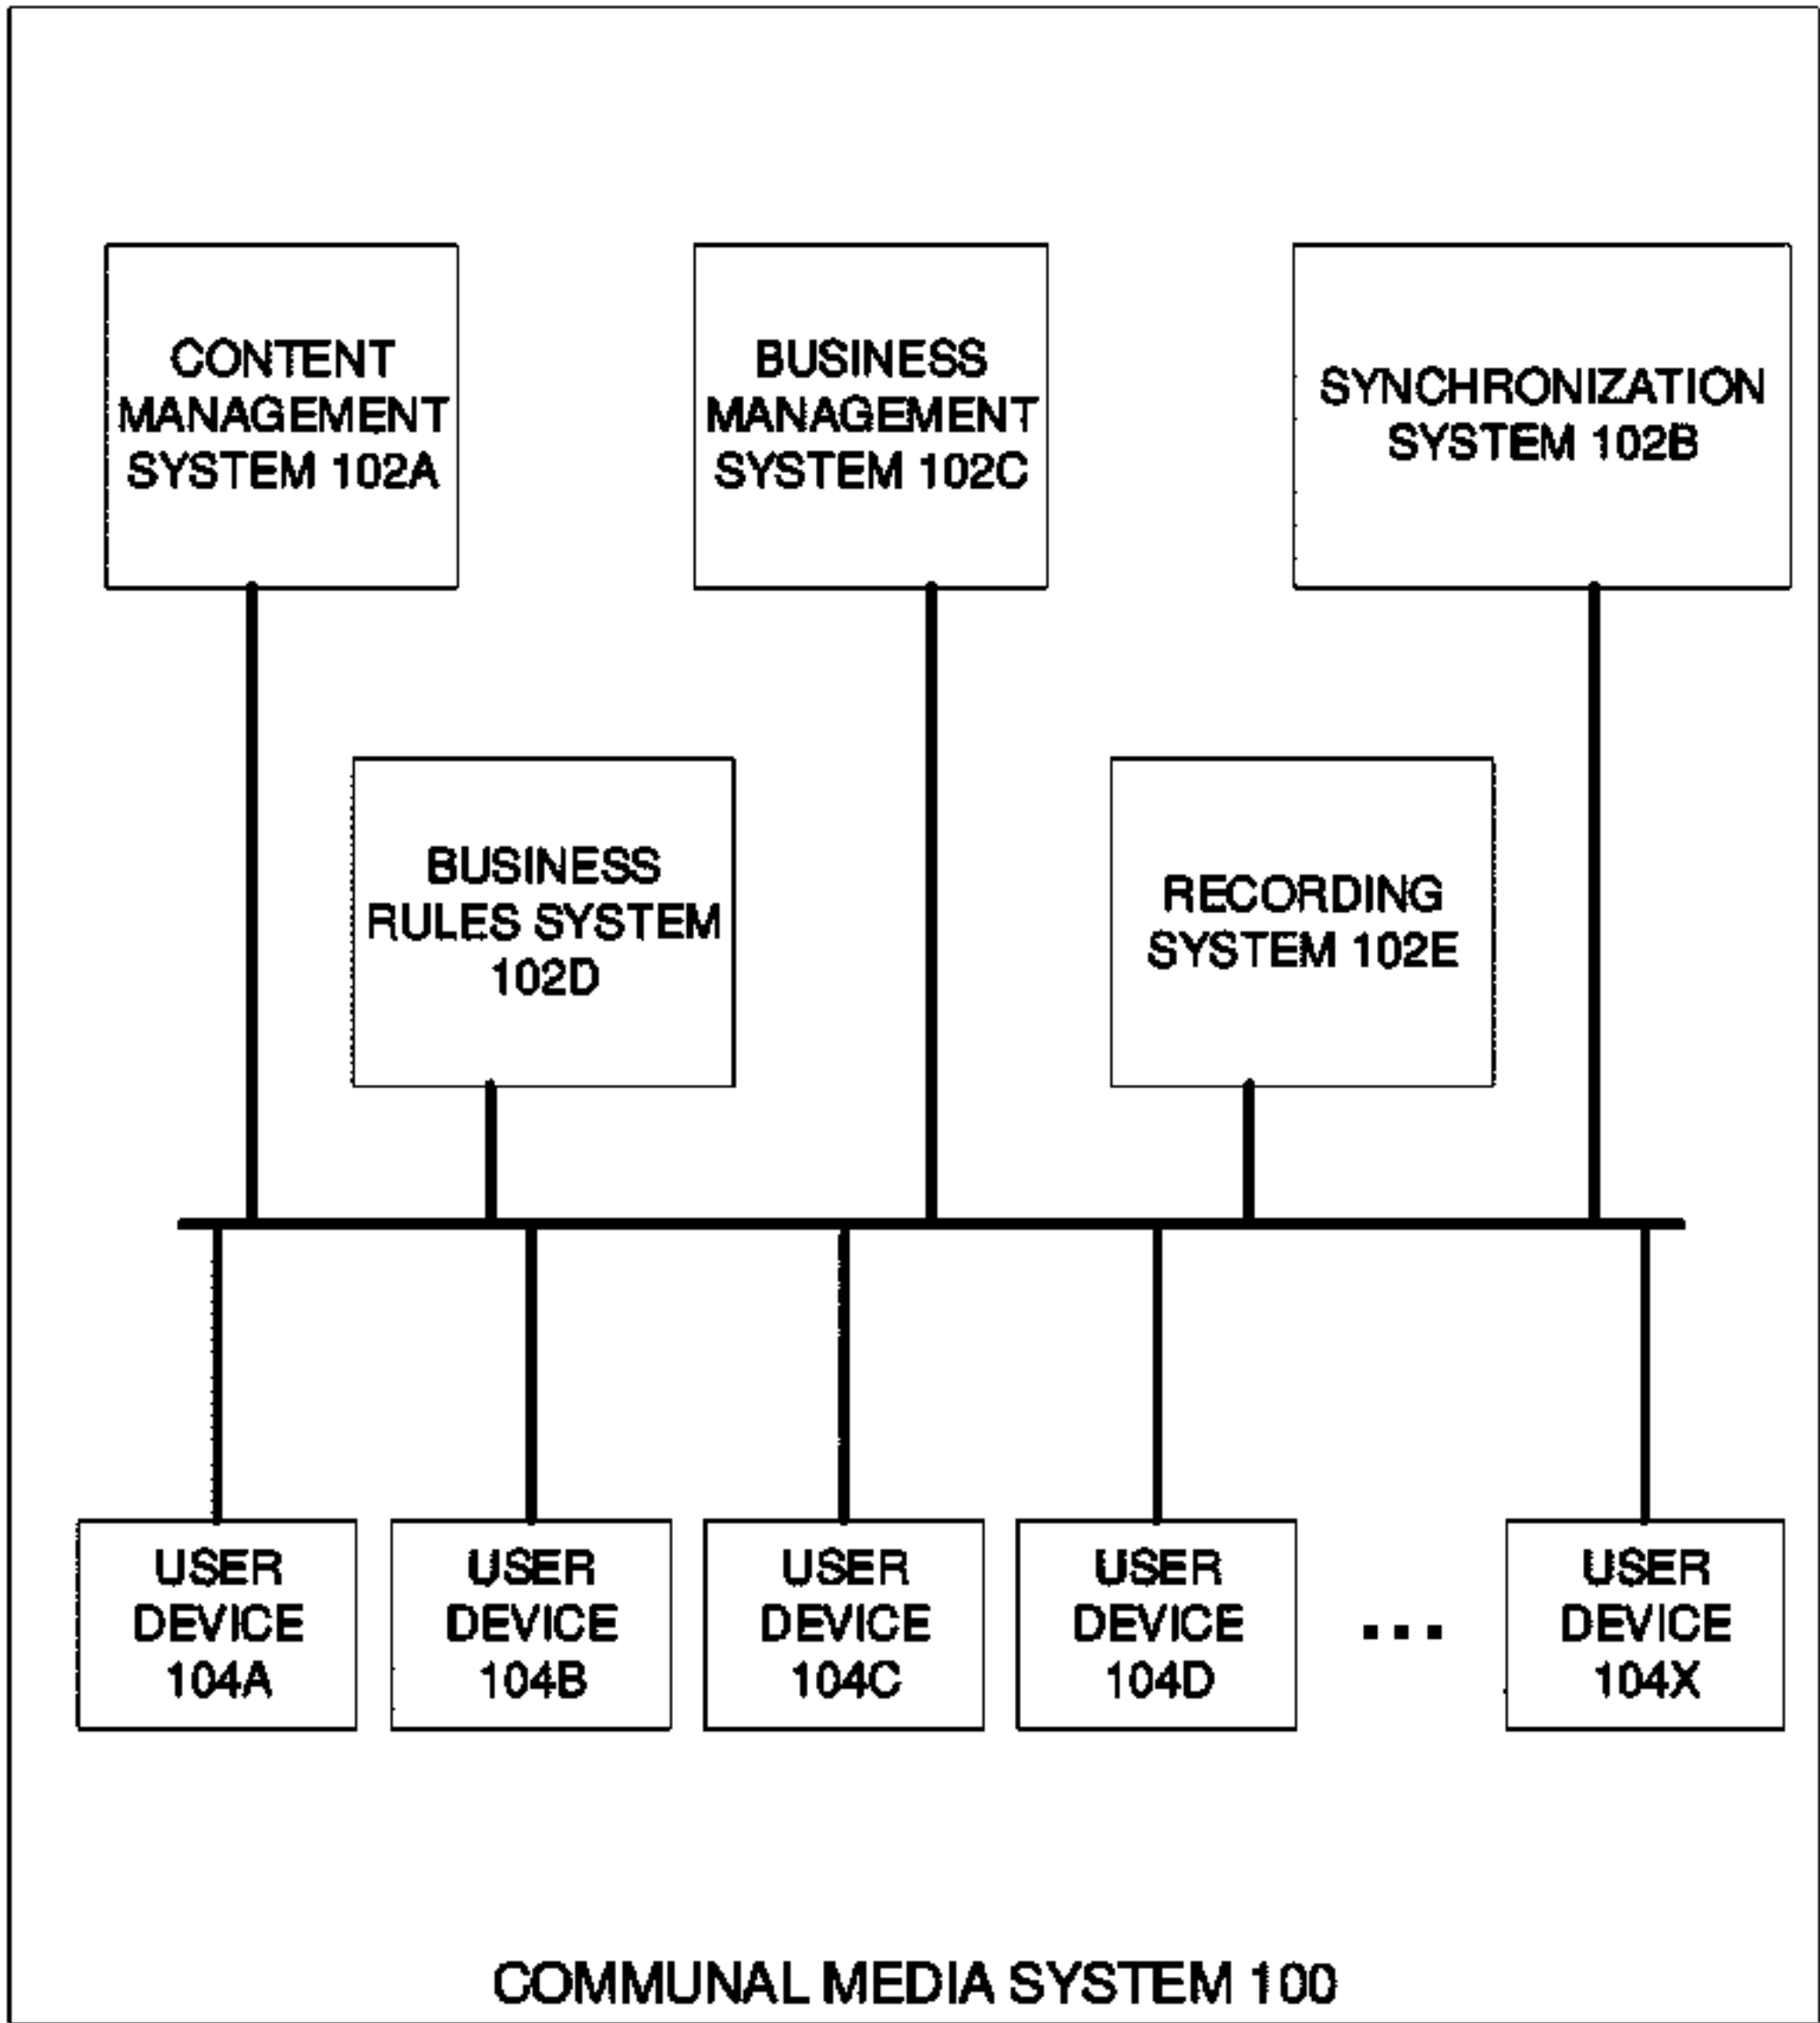 CONTENT
MANAGEMENT
SYSTEM 102A
BUSINESS
MANAGEMENT
SYSTEM 102C
SYNCHRONIZATION
SYSTEM 102B
BUSINESS
RULES SYSTEM
102D
RECORDING
SYSTEM 102E
USER
DEVICE
104A
USER
DEVICE
104B
USER
DEVICE
104C
USER
DEVICE
104D
...
USER
DEVICE
104X
COMMUNAL MEDIA SYSTEM 100